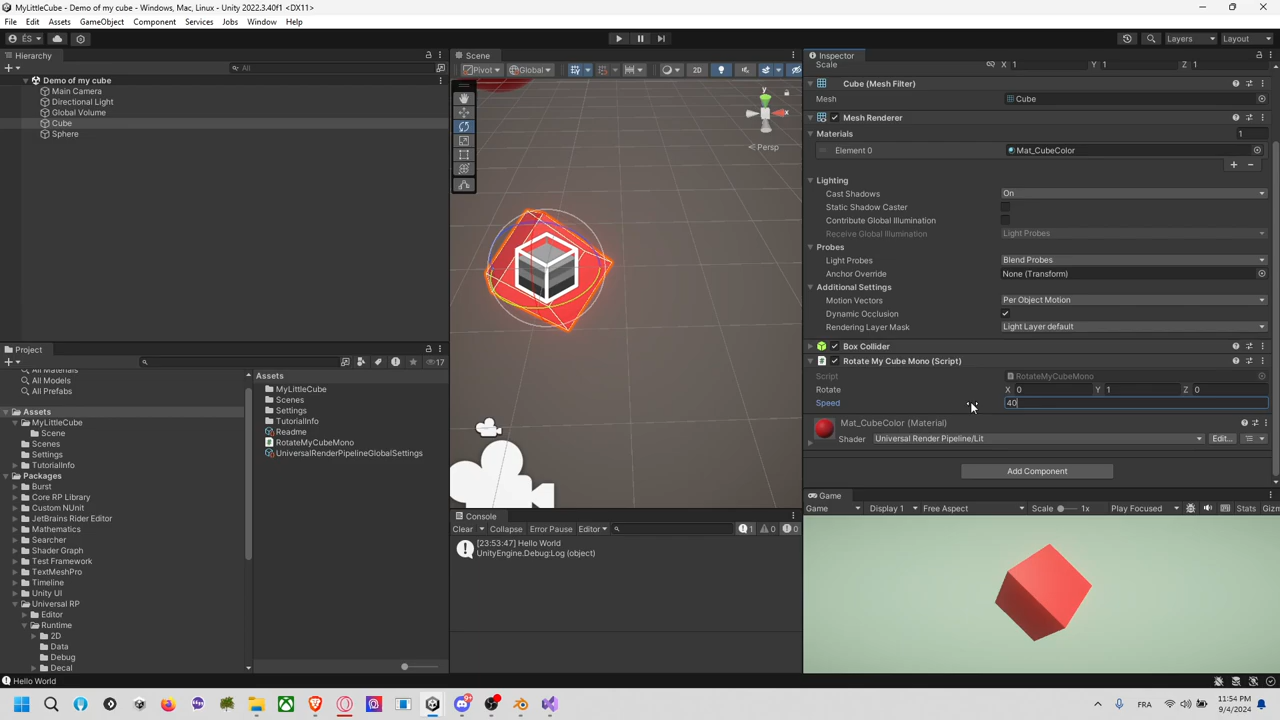 MyLittleCube - Demo of my cube - Windows, Mac, Linux - Unity 2022.3.40f1 <DX11>
File Edit Assets GameObject Component Services Jobs Window Help
ÉS
Layers
Layout
Hierarchy
All
Demo of my cube
Main Camera
Directional Light
Global Volume
Cube
Sphere
Scene
Pivot Global 2D
y
x
Persp
Inspector
Scale X 1 Y 1 Z 1
Cube (Mesh Filter)
Mesh Cube
Mesh Renderer
Materials 1
Element 0 Mat_CubeColor
Lighting
Cast Shadows On
Static Shadow Caster
Contribute Global Illumination
Receive Global Illumination Light Probes
Probes
Light Probes Blend Probes
Anchor Override None (Transform)
Additional Settings
Motion Vectors Per Object Motion
Dynamic Occlusion
Rendering Layer Mask Light Layer default
Box Collider
Rotate My Cube Mono (Script)
Script RotateMyCubeMono
Rotate X 0 Y 1 Z 0
Speed 40
Mat_CubeColor (Material)
Shader Universal Render Pipeline/Lit Edit...
Add Component
Project
17
All Materials
All Models
All Prefabs
Assets
MyLittleCube
Scene
Scenes
Settings
TutorialInfo
Packages
Burst
Core RP Library
Custom NUnit
JetBrains Rider Editor
Mathematics
Searcher
Shader Graph
Test Framework
TextMeshPro
Timeline
Unity UI
Universal RP
Editor
Runtime
2D
Data
Debug
Decal
Assets
MyLittleCube
Scenes
Settings
TutorialInfo
Readme
RotateMyCubeMono
UniversalRenderPipelineGlobalSettings
Console
Clear Collapse Error Pause Editor 1 0 0
[23:53:47] Hello World
UnityEngine.Debug:Log (object)
Game
Game Display 1 Free Aspect Scale 1x Play Focused Stats Gizm
Hello World
FRA
11:54 PM
9/4/2024